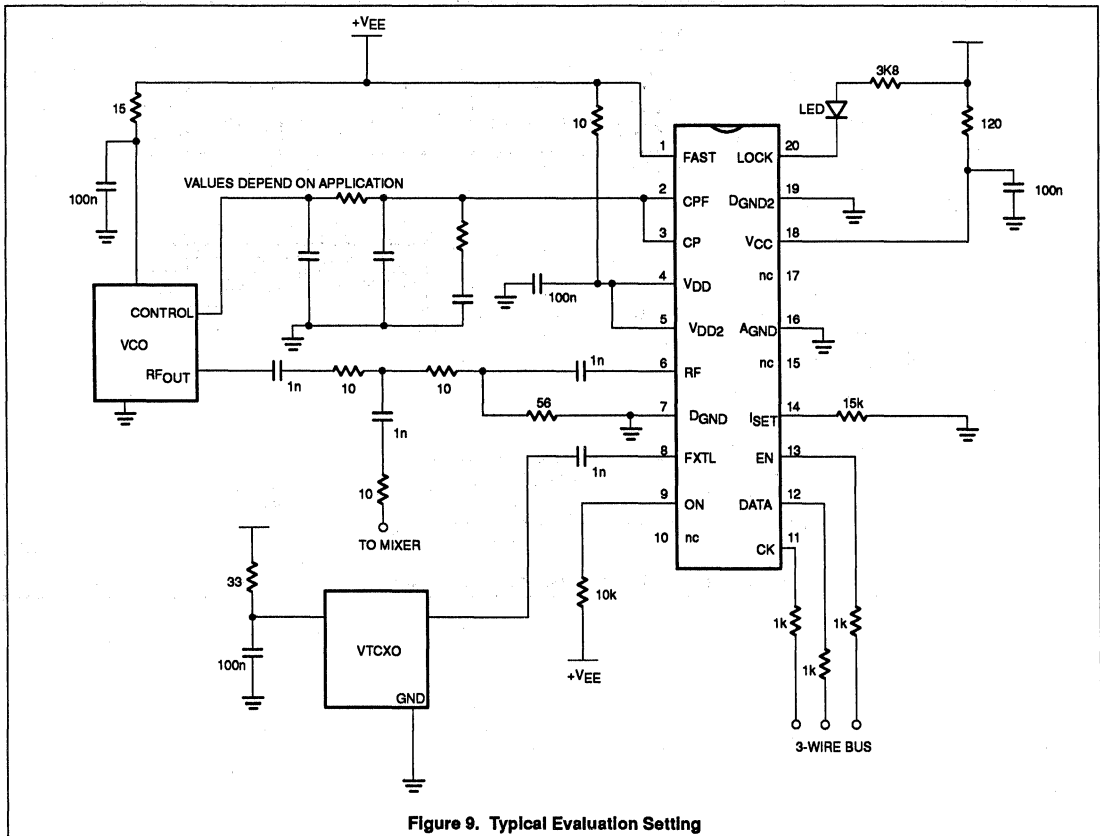 +VEE
15
100n
VALUES DEPEND ON APPLICATION
10
3K8
LED
120
100n
1 FAST LOCK 20
2 CPF DGND2 19
3 CP VCC 18
4 VDD nc 17
5 VDD2 AGND 16
6 RF nc 15
7 DGND ISET 14
8 FXTL EN 13
9 ON DATA 12
10 nc CK 11
100n
CONTROL
VCO
RFOUT
1n
10
10
1n
56
15k
1n
10
TO MIXER
1n
33
100n
VTCXO
GND
10k
+VEE
1k
1k
1k
3-WIRE BUS
Figure 9. Typical Evaluation Setting